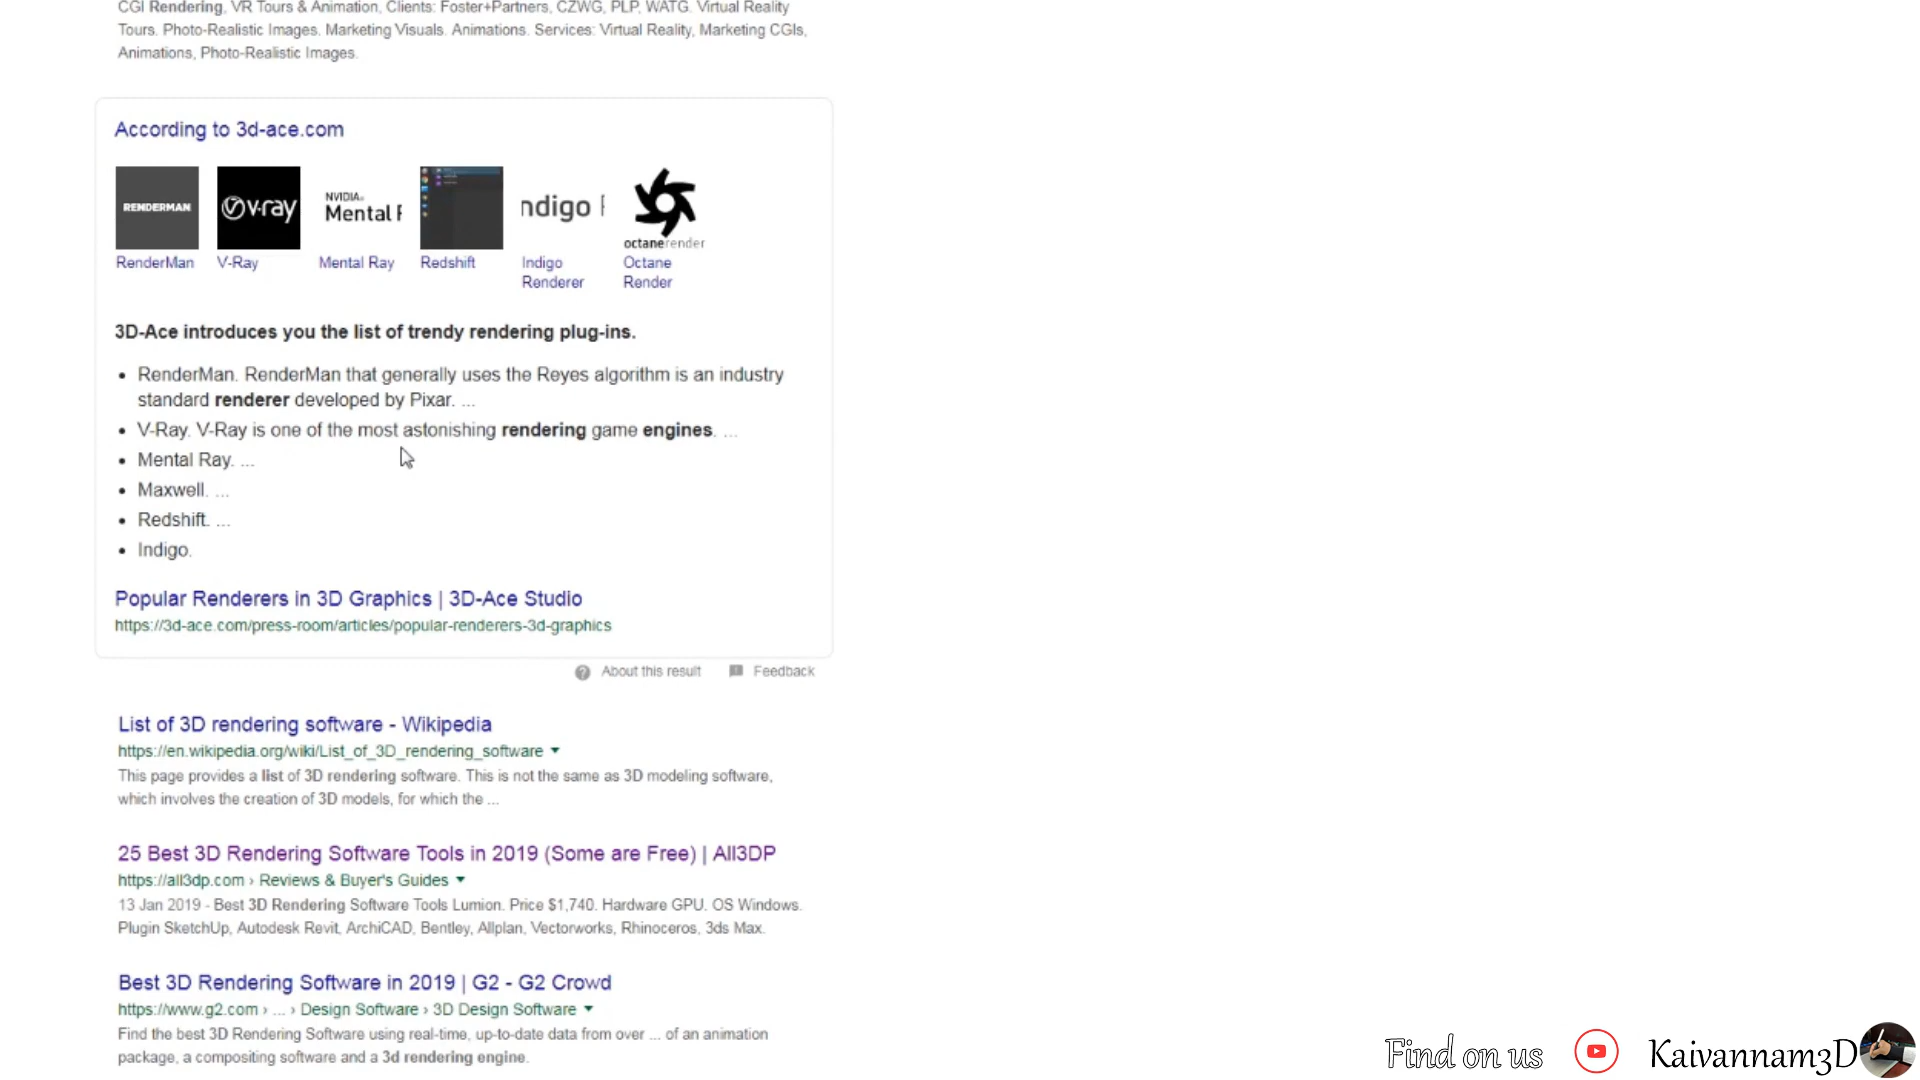 CGI Rendering, VR Tours & Animation, Clients: Foster+Partners, CZWG, PLP, WATG. Virtual Reality
Tours. Photo-Realistic Images. Marketing Visuals. Animations. Services: Virtual Reality, Marketing CGIs,
Animations, Photo-Realistic Images.
According to 3d-ace.com
RENDERMAN
v-ray
NVIDIA.
Mental
ndigo
octanerender
RenderMan
V-Ray
Mental Ray
Redshift
Indigo
Renderer
Octane
Render
3D-Ace introduces you the list of trendy rendering plug-ins.
• RenderMan. RenderMan that generally uses the Reyes algorithm is an industry
standard renderer developed by Pixar. ...
• V-Ray. V-Ray is one of the most astonishing rendering game engines. ...
• Mental Ray. ...
• Maxwell. ...
• Redshift. ...
• Indigo.
Popular Renderers in 3D Graphics | 3D-Ace Studio
https://3d-ace.com/press-room/articles/popular-renderers-3d-graphics
About this result
Feedback
List of 3D rendering software - Wikipedia
https://en.wikipedia.org/wiki/List_of_3D_rendering_software
This page provides a list of 3D rendering software. This is not the same as 3D modeling software,
which involves the creation of 3D models, for which the ...
25 Best 3D Rendering Software Tools in 2019 (Some are Free) | All3DP
https://all3dp.com › Reviews & Buyer's Guides
13 Jan 2019 - Best 3D Rendering Software Tools Lumion. Price $1,740. Hardware GPU. OS Windows.
Plugin SketchUp, Autodesk Revit, ArchiCAD, Bentley, Allplan, Vectorworks, Rhinoceros, 3ds Max.
Best 3D Rendering Software in 2019 | G2 - G2 Crowd
https://www.g2.com › ... › Design Software › 3D Design Software
Find the best 3D Rendering Software using real-time, up-to-date data from over ... of an animation
package, a compositing software and a 3d rendering engine.
Find on us
Kaivannam3D